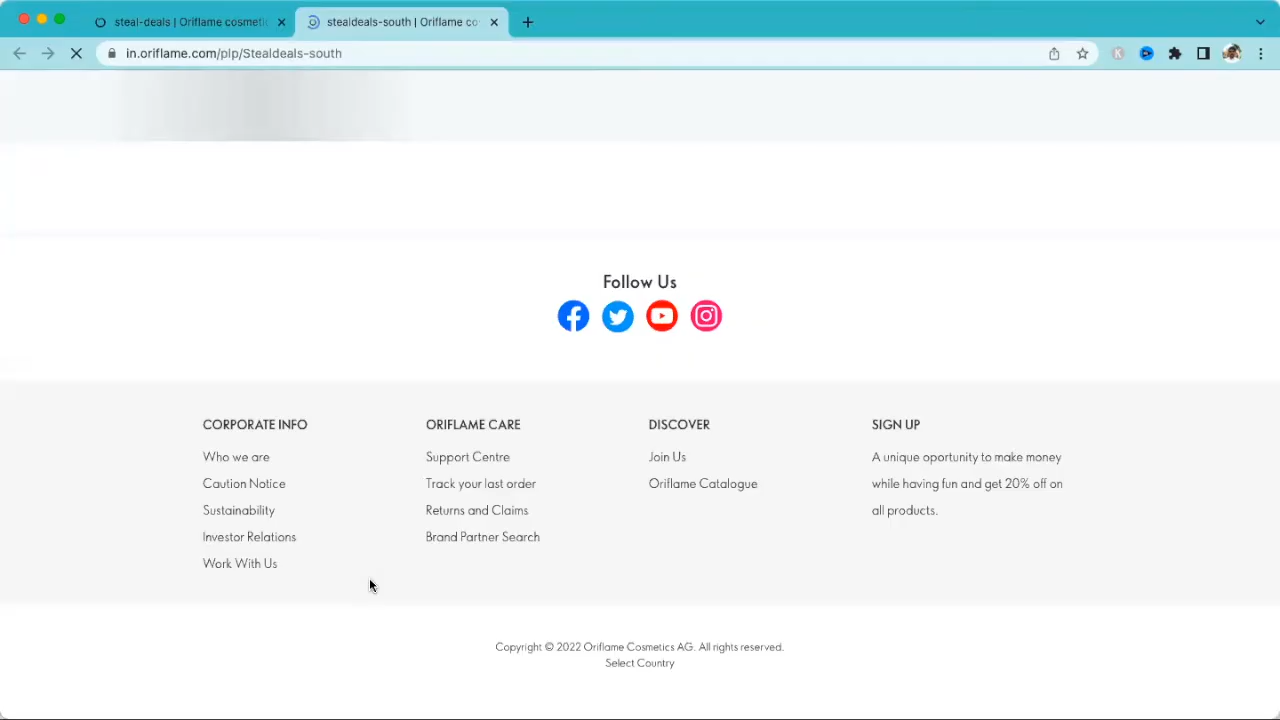 steal-deals | Oriflame cosmetic
stealdeals-south | Oriflame co
in.oriflame.com/plp/Stealdeals-south
Follow Us
CORPORATE INFO
Who we are
Caution Notice
Sustainability
Investor Relations
Work With Us
ORIFLAME CARE
Support Centre
Track your last order
Returns and Claims
Brand Partner Search
DISCOVER
Join Us
Oriflame Catalogue
SIGN UP
A unique oportunity to make money
while having fun and get 20% off on
all products.
Copyright © 2022 Oriflame Cosmetics AG. All rights reserved.
Select Country